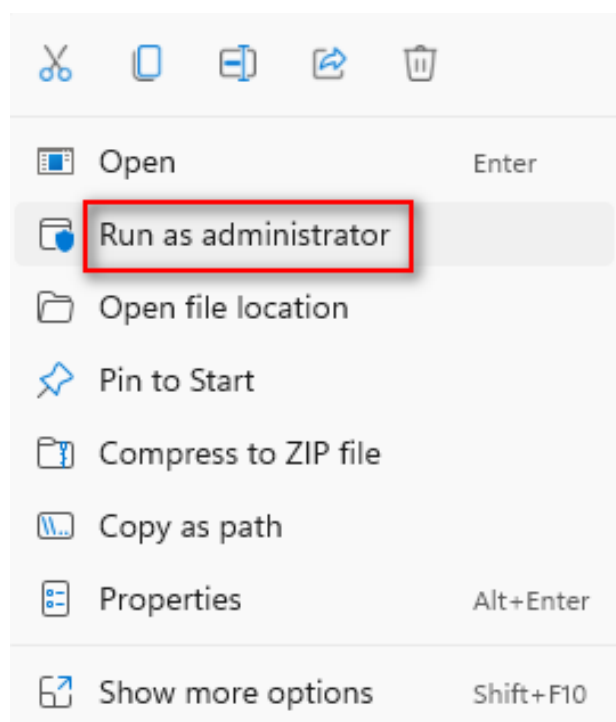 Open Enter
Run as administrator
Open file location
Pin to Start
Compress to ZIP file
Copy as path
Properties Alt+Enter
Show more options Shift+F10